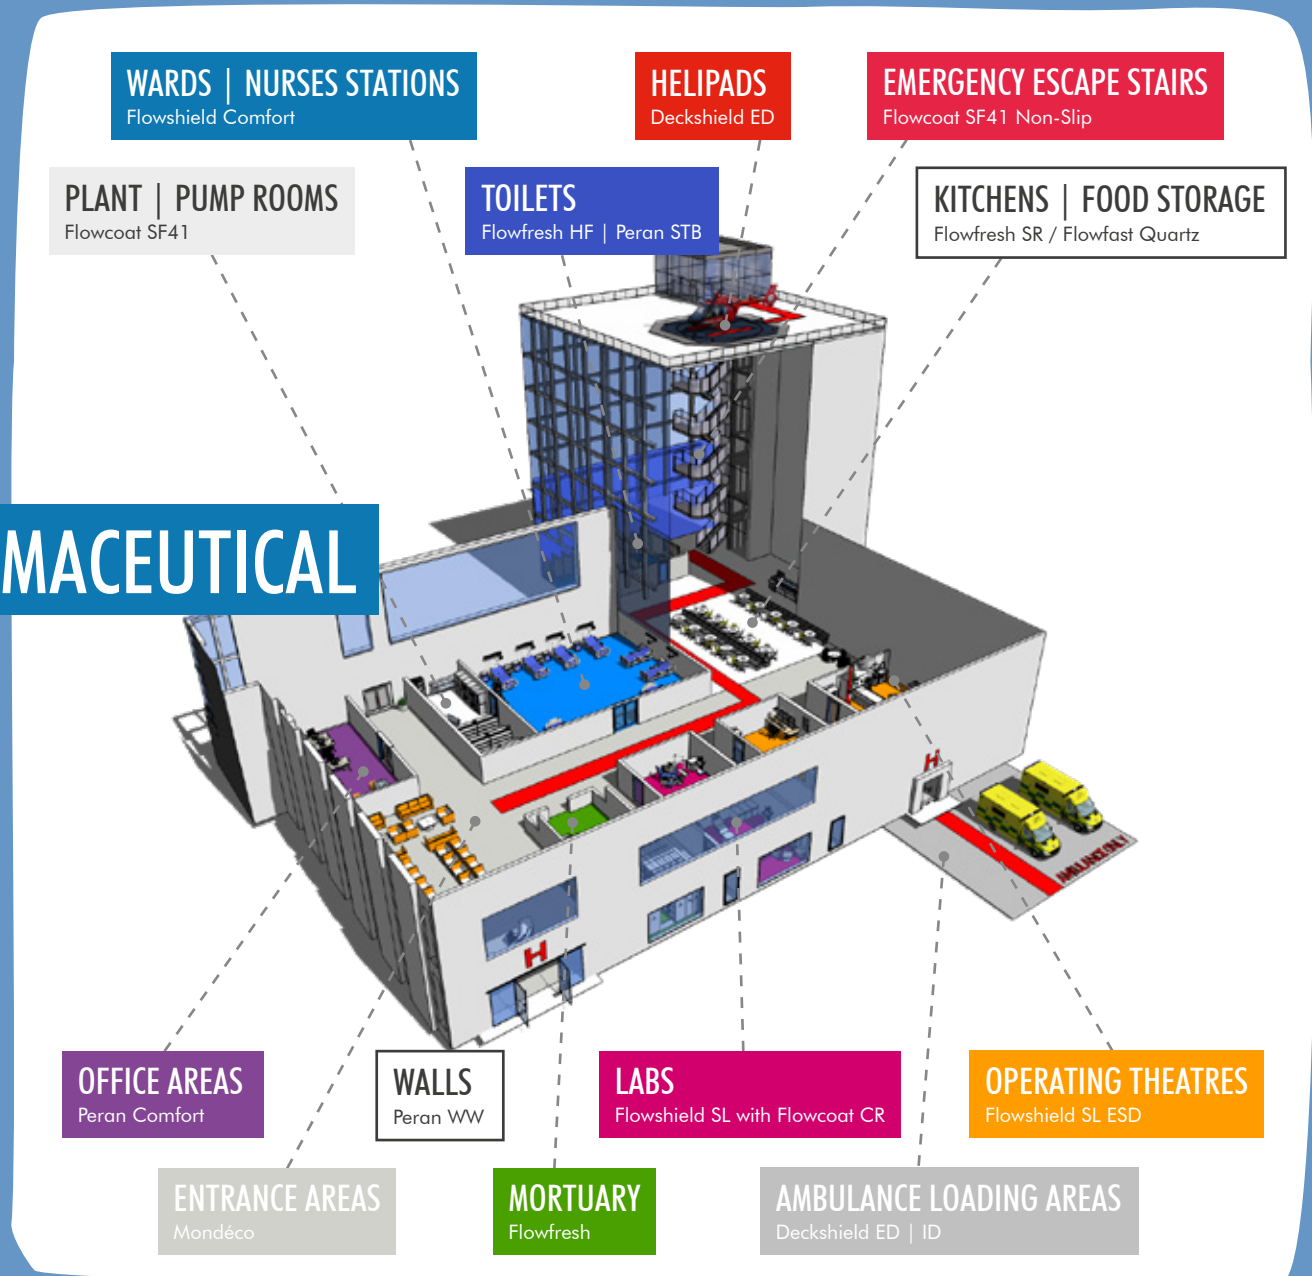 WARDS | NURSES STATIONS
Flowshield Comfort
HELIPADS
Deckshield ED
EMERGENCY ESCAPE STAIRS
Flowcoat SF41 Non-Slip
PLANT | PUMP ROOMS
Flowcoat SF41
TOILETS
Flowfresh HF | Peran STB
KITCHENS | FOOD STORAGE
Flowfresh SR / Flowfast Quartz
MACEUTICAL
H
AMBULANCE ONLY
H
OFFICE AREAS
Peran Comfort
WALLS
Peran WW
LABS
Flowshield SL with Flowcoat CR
OPERATING THEATRES
Flowshield SL ESD
ENTRANCE AREAS
Mondéco
MORTUARY
Flowfresh
AMBULANCE LOADING AREAS
Deckshield ED | ID